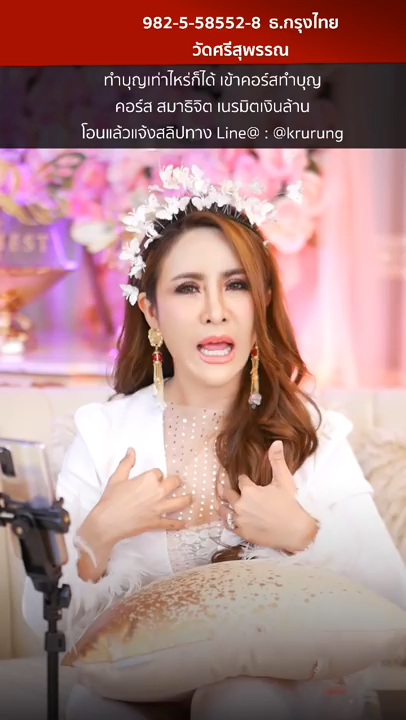 982-5-58552-8 ธ.กรุงไทย
วัดศรีสุพรรณ
ทำบุญเท่าไหร่ก็ได้ เข้าคอร์สทำบุญ
คอร์ส สมาธิจิต เนรมิตเงินล้าน
โอนแล้วแจ้งสลิปทาง Line@ : @krurung